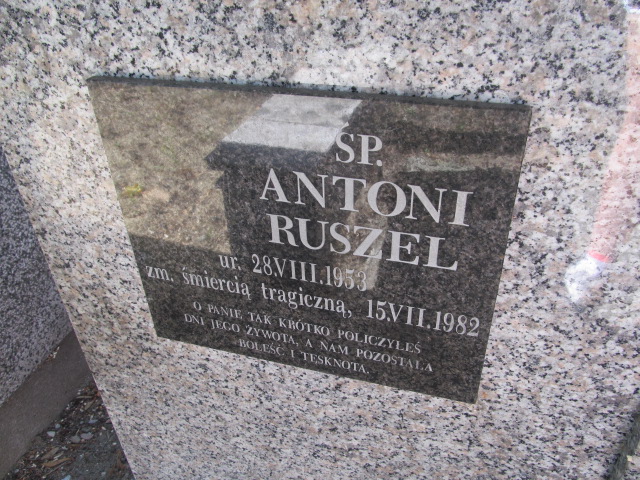 SP.
ANTONI
RUSZEL
ur. 28.VIII.1953
zm. śmiercią tragiczną, 15.VII.1982
O PANIE TAK KRÓTKO POLICZYŁEŚ
DNI JEGO ŻYWOTA, A NAM POZOSTAŁA
BOLEŚĆ I TĘSKNOTA.